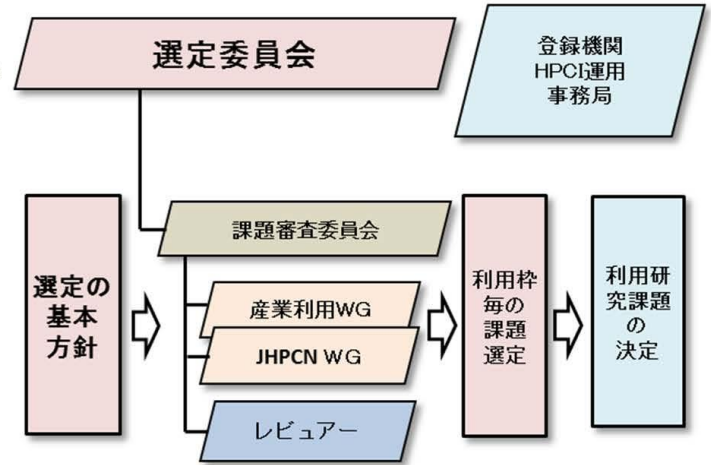 選定委員会
登録機関
HPCI運用
事務局
課題審査委員会
選定の
基本
方針
産業利用WG
JHPCN WG
レビュアー
利用枠
毎の
課題
選定
利用研
究課題
の
決定